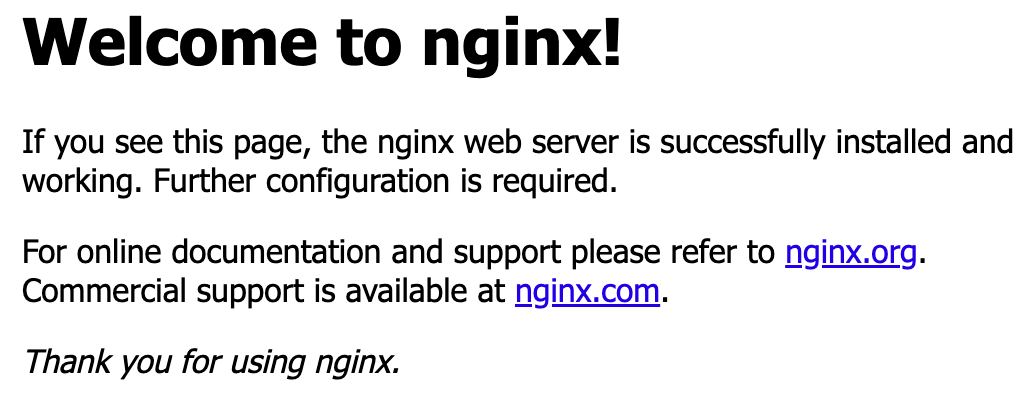 Welcome to nginx!
If you see this page, the nginx web server is successfully installed and
working. Further configuration is required.
For online documentation and support please refer to nginx.org.
Commercial support is available at nginx.com.
Thank you for using nginx.